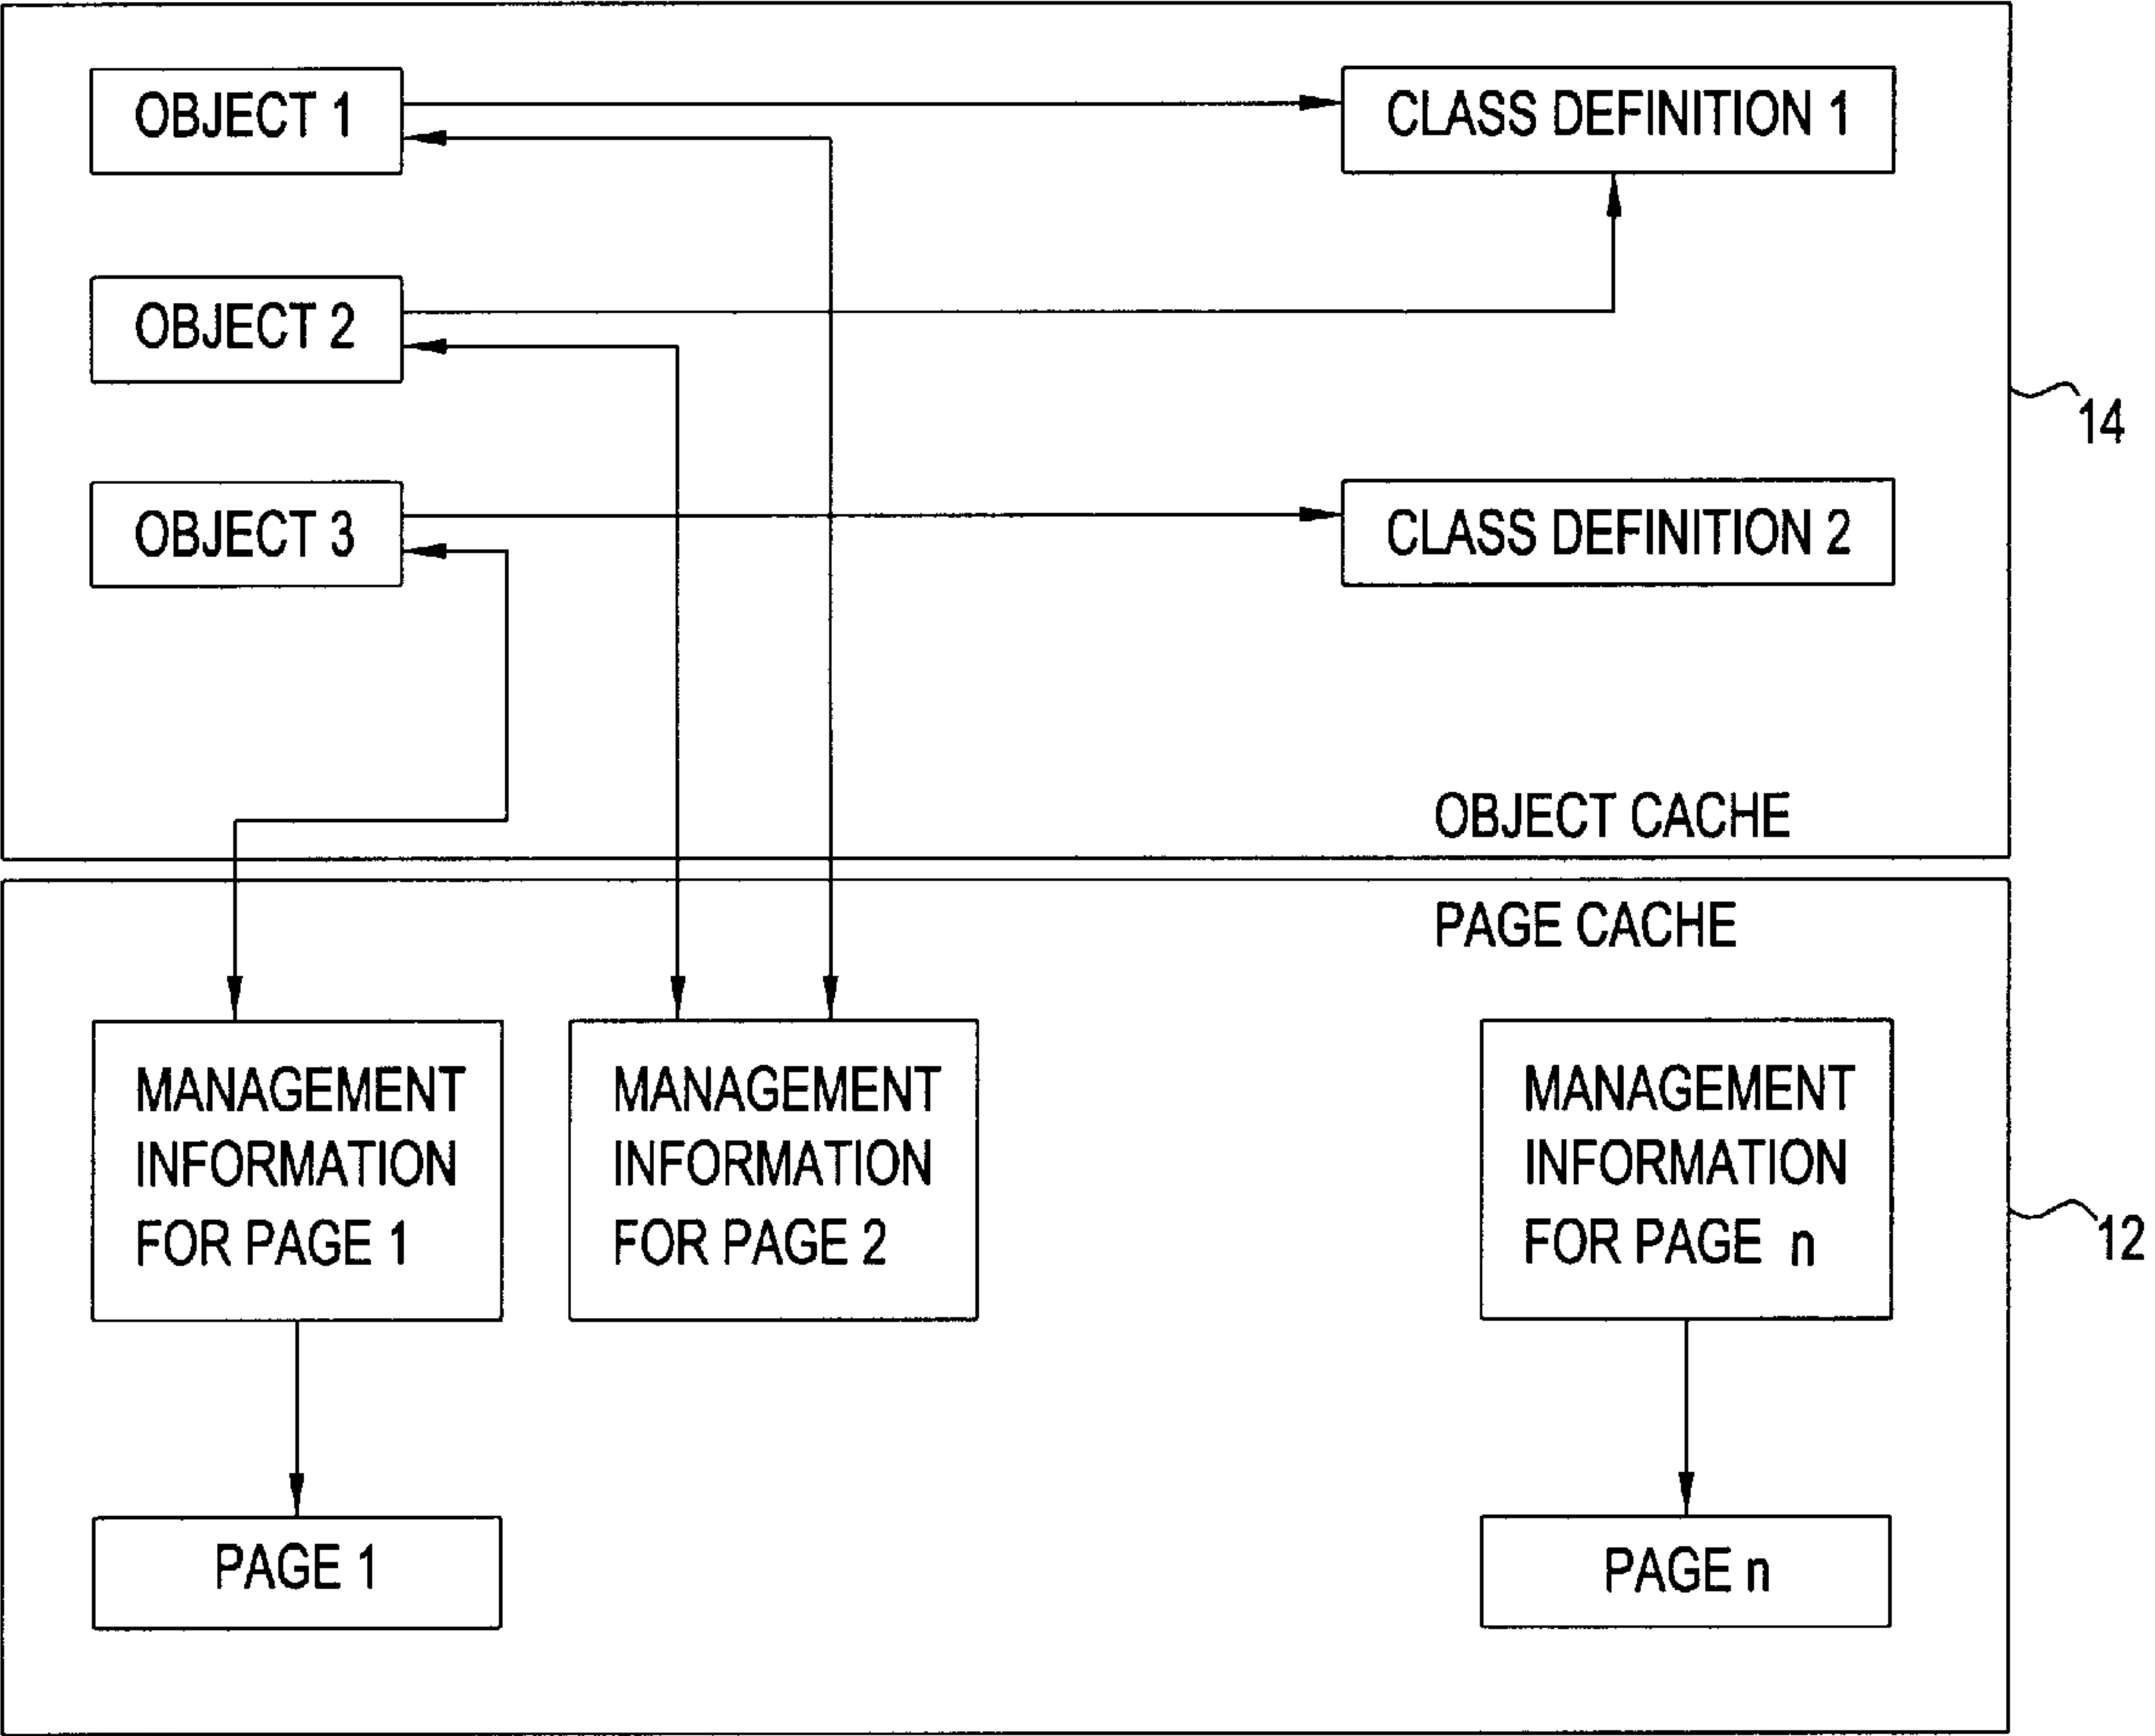 OBJECT 1
CLASS DEFINITION 1
OBJECT 2
14
OBJECT 3
CLASS DEFINITION 2
OBJECT CACHE
PAGE CACHE
MANAGEMENT
INFORMATION
FOR PAGE 1
MANAGEMENT
INFORMATION
FOR PAGE 2
MANAGEMENT
INFORMATION
FOR PAGE n
12
PAGE 1
PAGE n